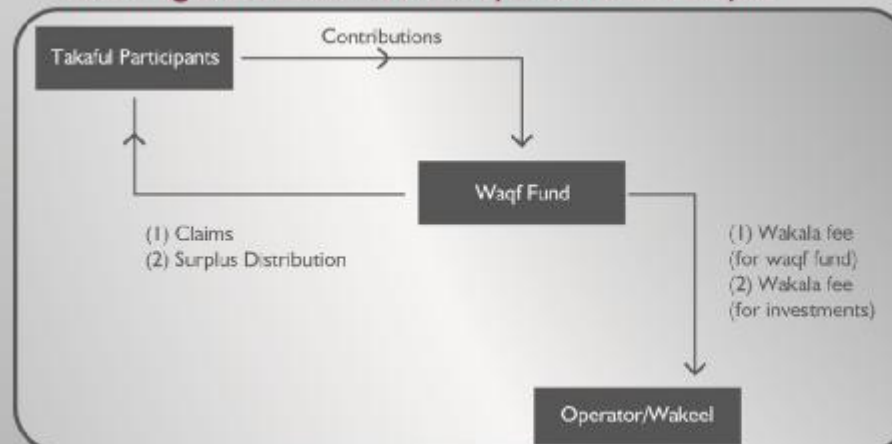 Contributions
Takaful Participants
Waqf Fund
(1) Claims
(2) Surplus Distribution
(1) Wakala fee
(for waqf fund)
(2) Wakala fee
(for investments)
Operator/Wakeel